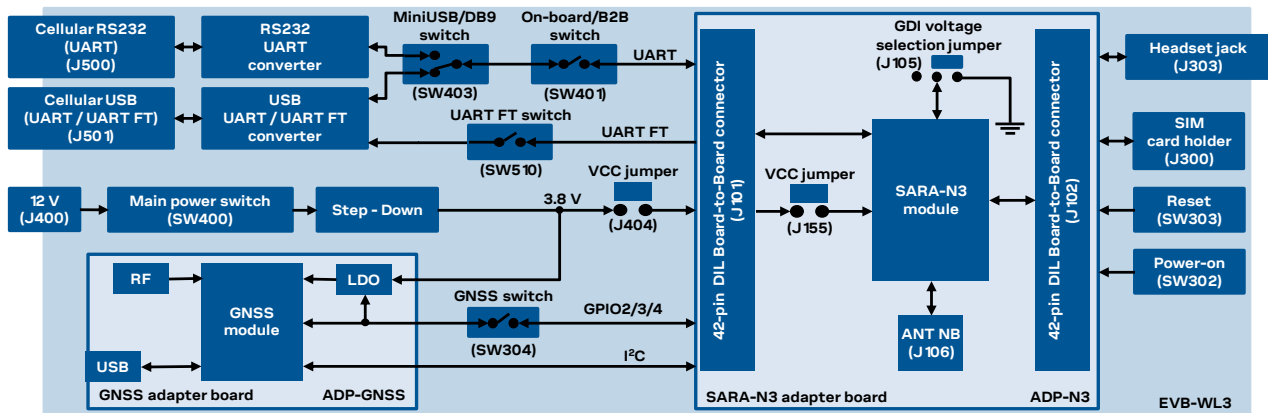 Cellular RS232
(UART)
(J500)
RS232
UART
converter
MiniUSB/DB9
switch
(SW403)
On-board/B2B
switch
(SW401)
UART
Cellular USB
(UART / UART FT)
(J501)
USB
UART / UART FT
converter
UART FT switch
(SW510)
UART FT
12 V
(J400)
Main power switch
(SW400)
Step - Down
3.8 V
VCC jumper
(J404)
RF
GNSS
module
LDO
USB
GNSS adapter board
ADP-GNSS
GNSS switch
(SW304)
GPIO2/3/4
I²C
42-pin DIL Board-to-Board connector
(J101)
VCC jumper
(J155)
GDI voltage
selection jumper
(J105)
SARA-N3
module
ANT NB
(J106)
42-pin DIL Board-to-Board connector
(J102)
SARA-N3 adapter board
ADP-N3
Headset jack
(J303)
SIM
card holder
(J300)
Reset
(SW303)
Power-on
(SW302)
EVB-WL3